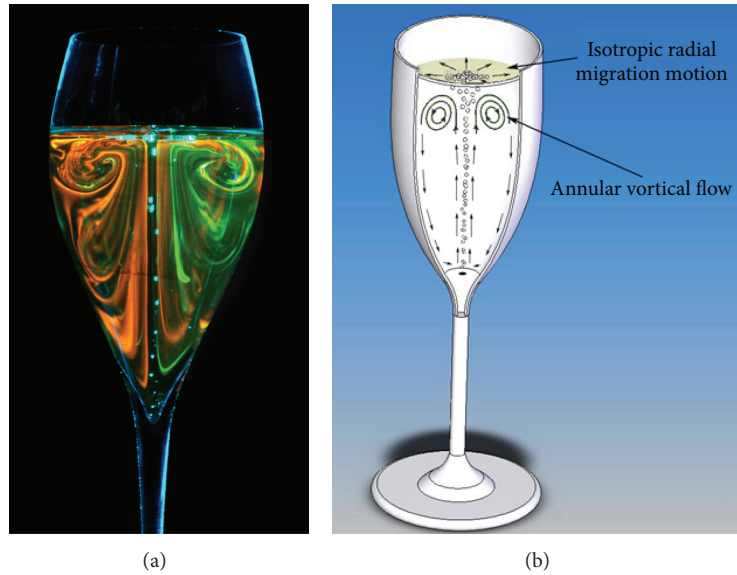 Isotropic radial
migration motion
Annular vortical flow
(a)
(b)